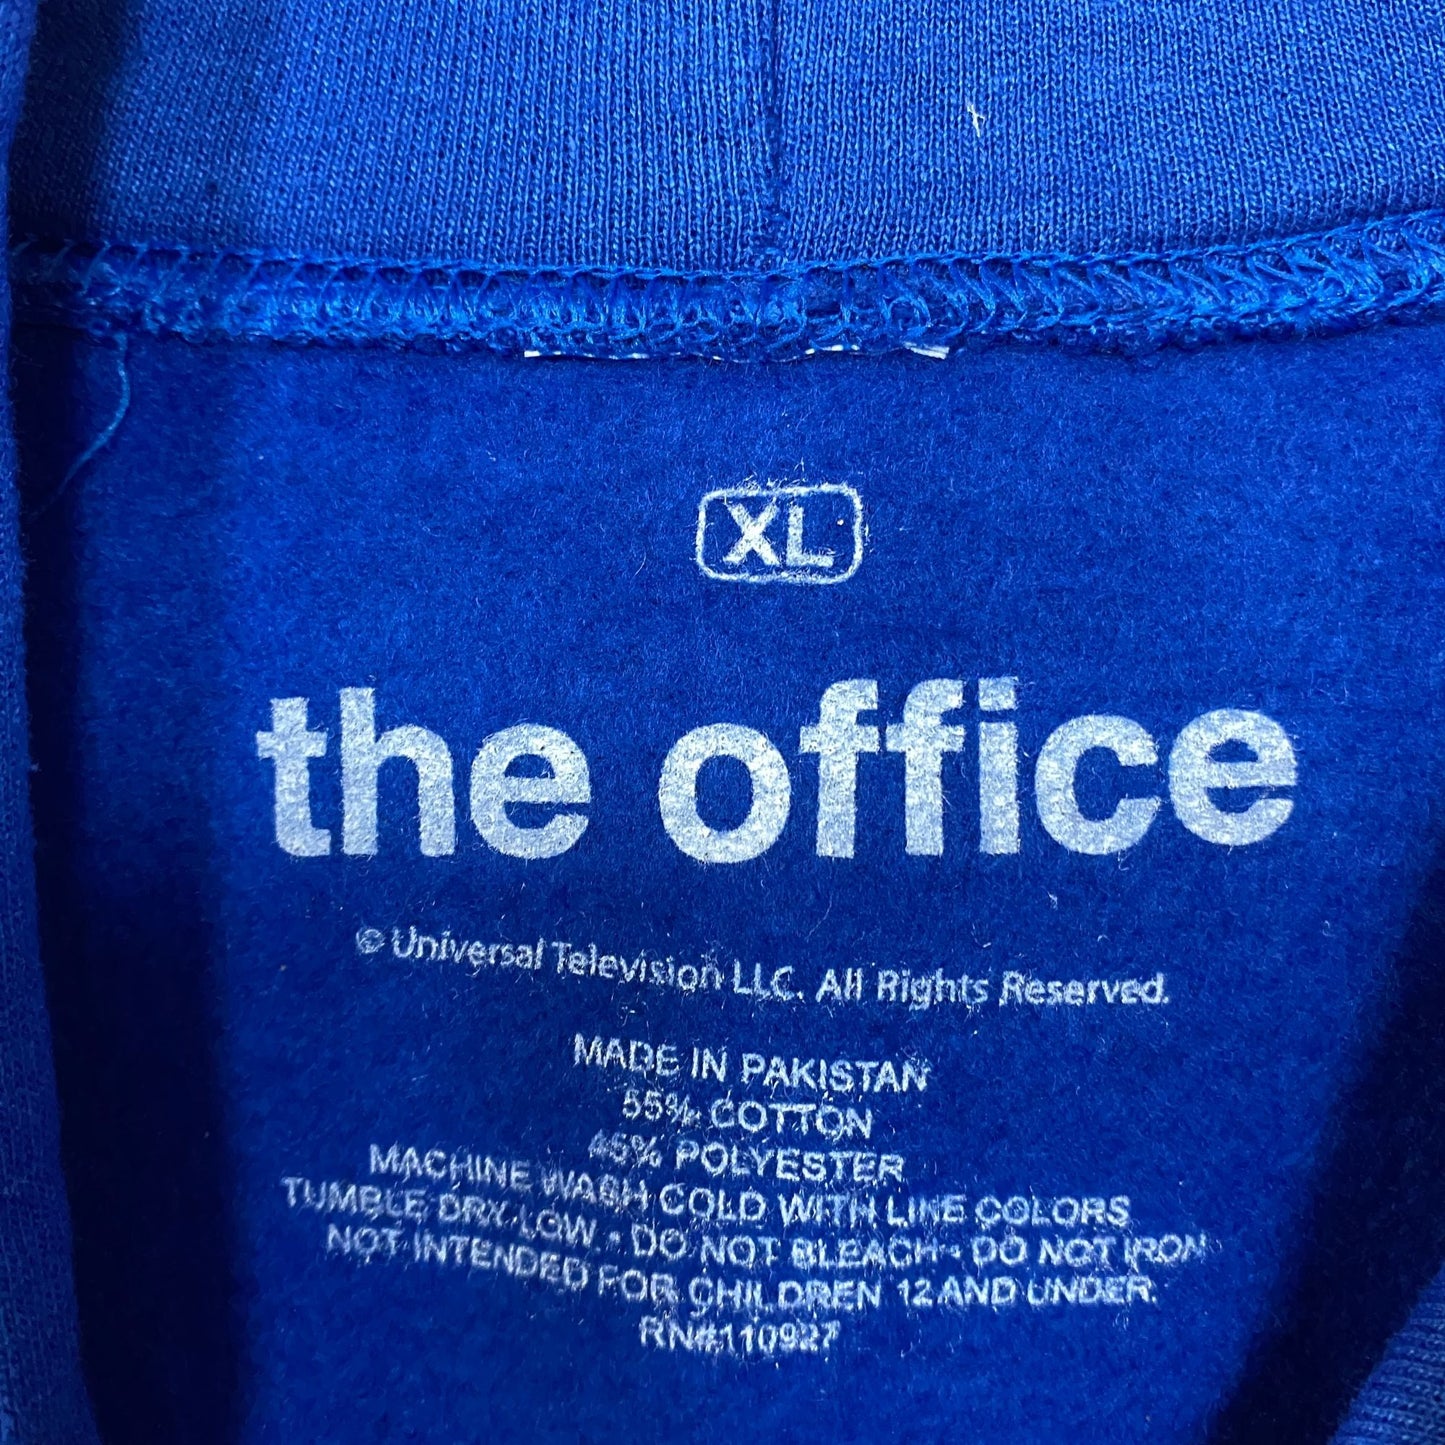 XL
the office
© Universal Television LLC. All Rights Reserved.
MADE IN PAKISTAN
55% COTTON
45% POLYESTER
MACHINE WASH COLD WITH LIKE COLORS
TUMBLE DRY LOW. • DO NOT BLEACH • DO NOT IRON
NOT INTENDED FOR CHILDREN 12 AND UNDER.
RN#110927